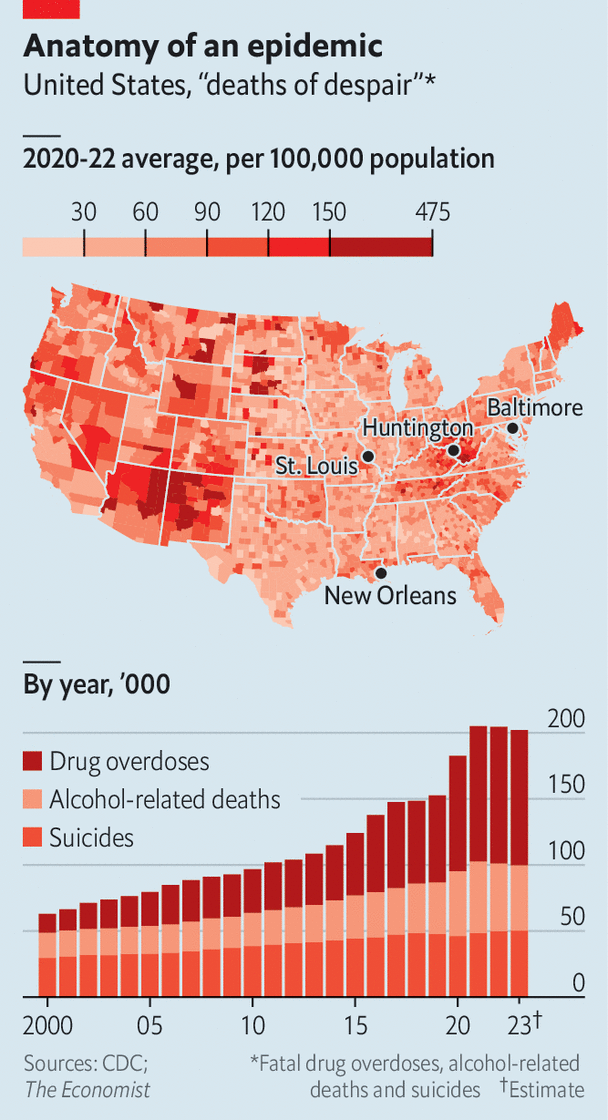 Anatomy of an epidemic
United States, “deaths of despair”*
2020-22 average, per 100,000 population
30 60 90 120 150 475
Baltimore
Huntington
St. Louis
New Orleans
By year, ’000
200
Drug overdoses
150
Alcohol-related deaths
Suicides
100
50
0
2000 05 10 15 20 23†
Sources: CDC; *Fatal drug overdoses, alcohol-related
The Economist deaths and suicides †Estimate